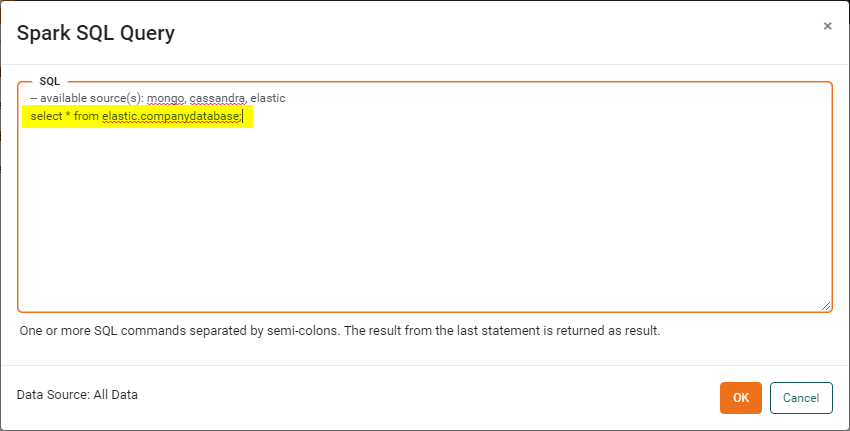 Spark SQL Query
×
SQL
-- available source(s): mongo, cassandra, elastic
select * from elastic.companydatabase;
One or more SQL commands separated by semi-colons. The result from the last statement is returned as result.
Data Source: All Data
OK
Cancel